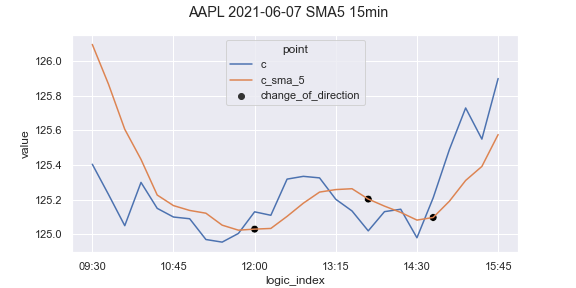 AAPL 2021-06-07 SMA5 15min
point
c
c_sma_5
change_of_direction
126.0
125.8
125.6
125.4
125.2
125.0
value
09:30 10:45 12:00 13:15 14:30 15:45
logic_index